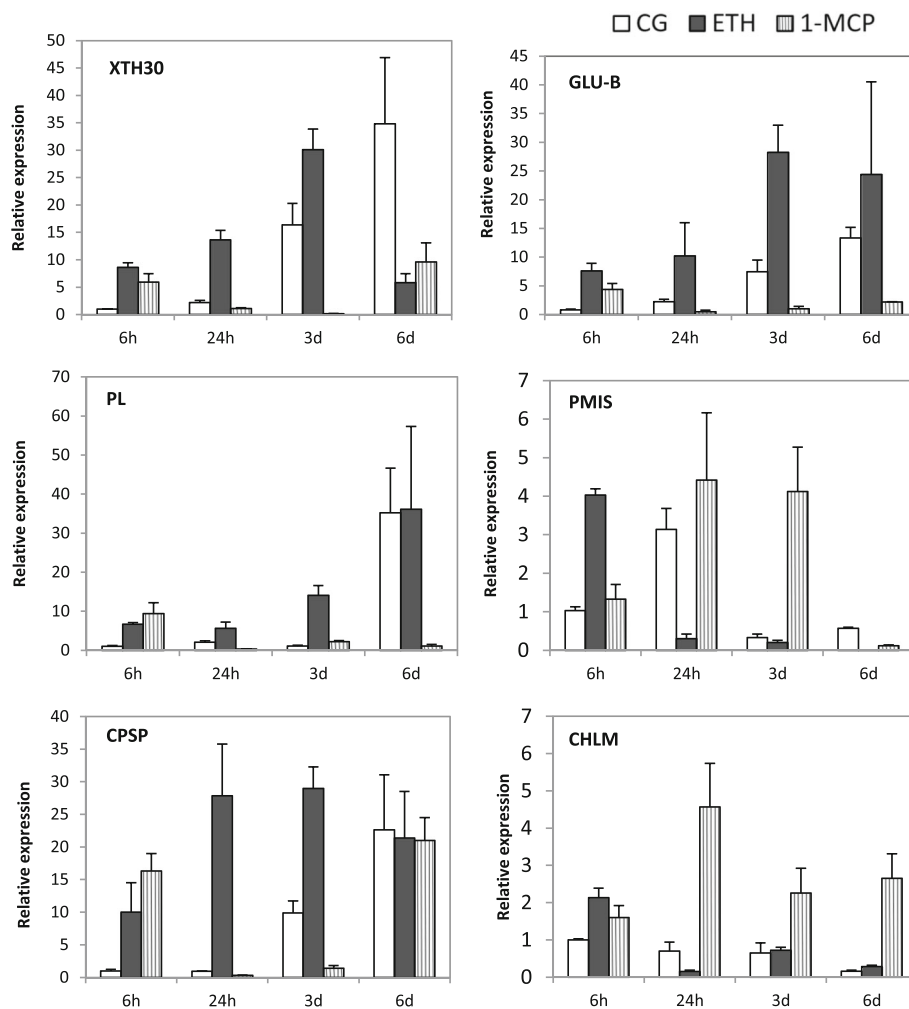 CG ETH 1-MCP
XTH30
Relative expression
50
45
40
35
30
25
20
15
10
5
0
6h 24h 3d 6d
GLU-B
Relative expression
45
40
35
30
25
20
15
10
5
0
6h 24h 3d 6d
PL
Relative expression
70
60
50
40
30
20
10
0
6h 24h 3d 6d
PMIS
Relative expression
7
6
5
4
3
2
1
0
6h 24h 3d 6d
CPSP
Relative expression
40
35
30
25
20
15
10
5
0
6h 24h 3d 6d
CHLM
Relative expression
7
6
5
4
3
2
1
0
6h 24h 3d 6d